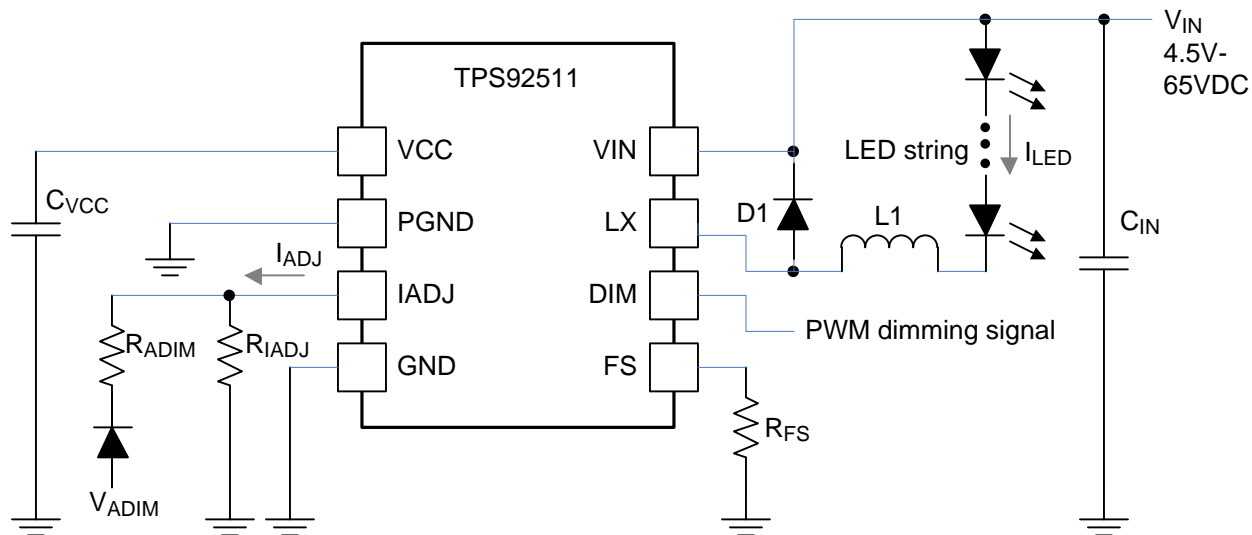 TPS92511
VCC
PGND
IADJ
GND
VIN
LX
DIM
FS
C_VCC
I_ADJ
R_ADIM
R_IADJ
V_ADIM
D1
L1
LED string
I_LED
C_IN
V_IN
4.5V-
65VDC
PWM dimming signal
R_FS